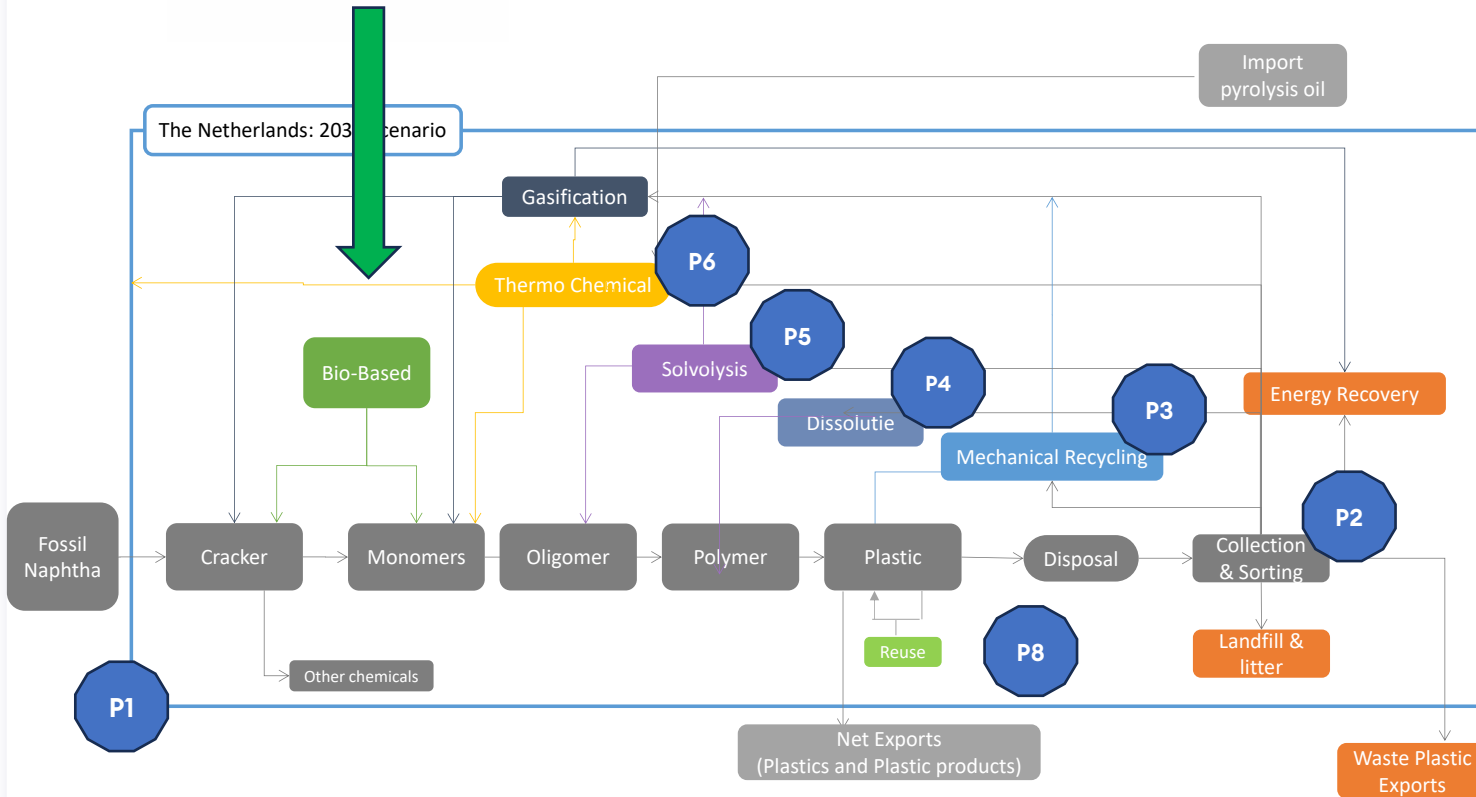 Import
pyrolysis oil
The Netherlands: 203 cenario
Gasification
P6
Thermo Chemical
P5
Solvolysis
Bio-Based
P4
Dissolutie
P3
Energy Recovery
Mechanical Recycling
P2
Fossil
Naphtha
Cracker
Monomers
Oligomer
Polymer
Plastic
Disposal
Collection
& Sorting
Reuse
P8
Landfill &
litter
Other chemicals
P1
Net Exports
(Plastics and Plastic products)
Waste Plastic
Exports